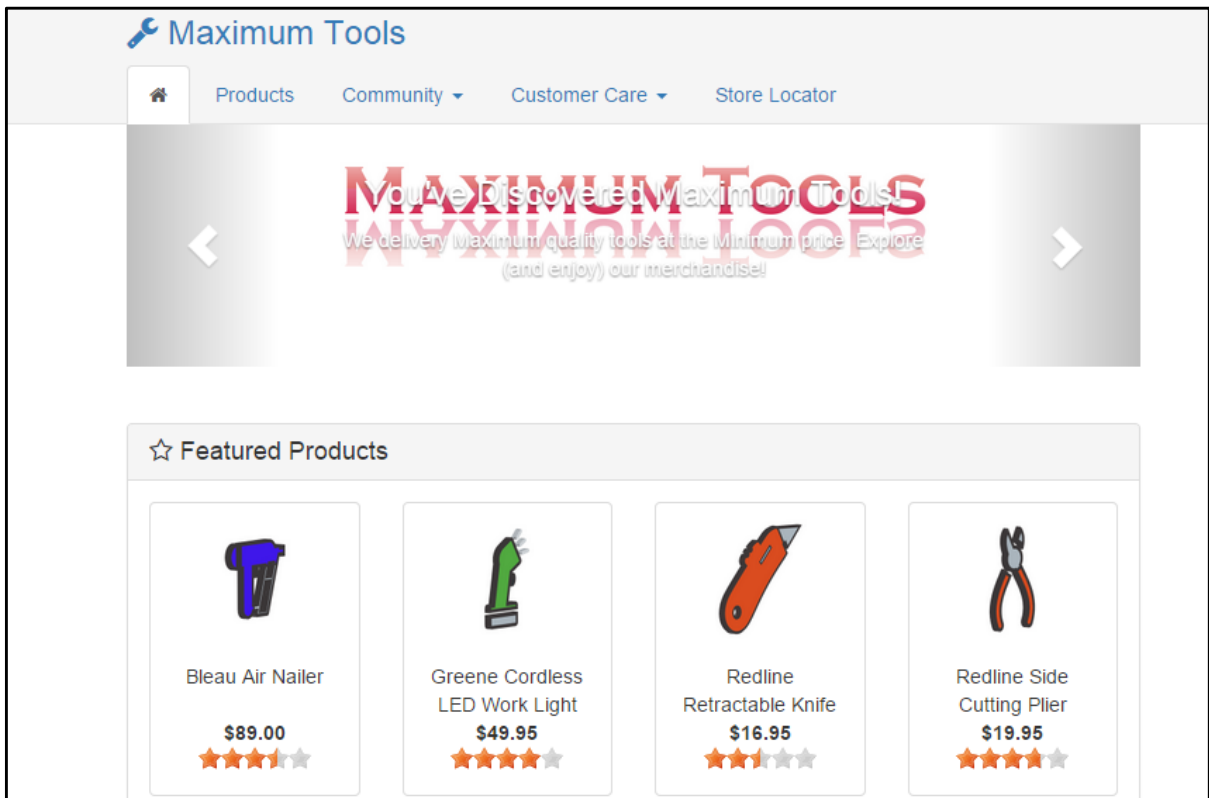 Maximum Tools
Products Community Customer Care Store Locator
Maximum Tools
You've Discovered Maximum Tools!
We delivery Maximum quality tools at the Minimum price. Explore
(and enjoy) our merchandise!
Featured Products
Bleau Air Nailer
$89.00
Greene Cordless
LED Work Light
$49.95
Redline
Retractable Knife
$16.95
Redline Side
Cutting Plier
$19.95